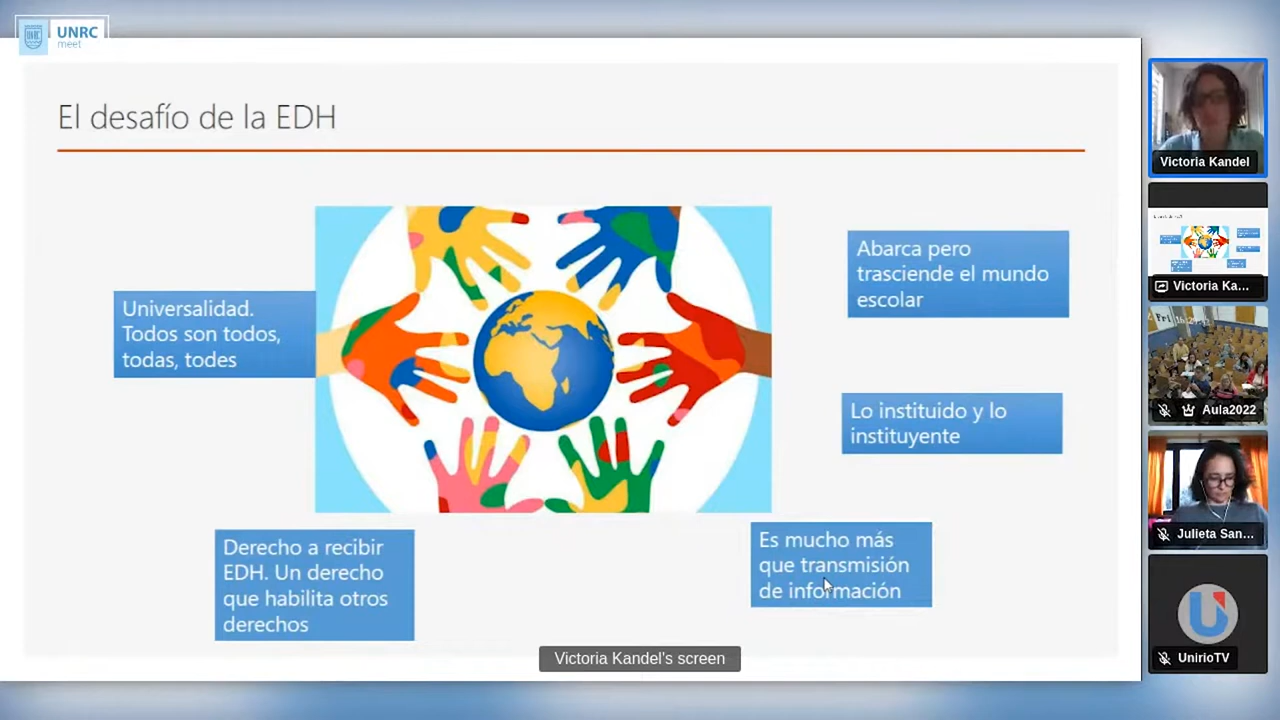 UNRC
meet
El desafío de la EDH
Universalidad.
Todos son todos,
todas, todes
Abarca pero
trasciende el mundo
escolar
Lo instituido y lo
instituyente
Derecho a recibir
EDH. Un derecho
que habilita otros
derechos
Es mucho más
que transmisión
de información
Victoria Kandel's screen
Victoria Kandel
Victoria Ka...
Aula2022
Julieta San...
UnirioTV